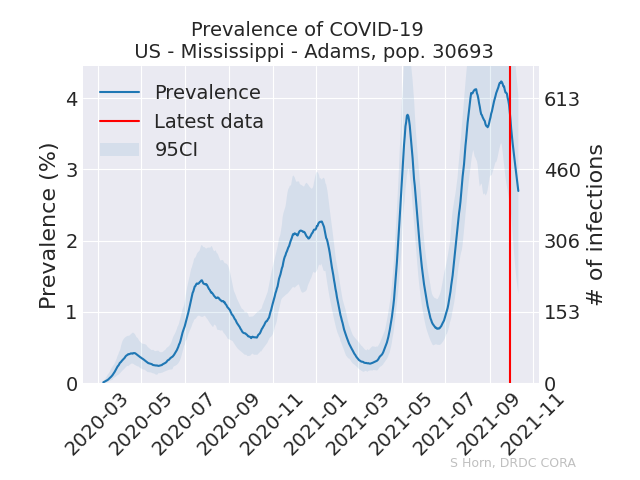 Prevalence of COVID-19
US - Mississippi - Adams, pop. 30693
Prevalence
Latest data
95CI
Prevalence (%)
4
3
2
1
0
613
460
306
153
0
# of infections
2020-03
2020-05
2020-07
2020-09
2020-11
2021-01
2021-03
2021-05
2021-07
2021-09
2021-11
S Horn, DRDC CORA